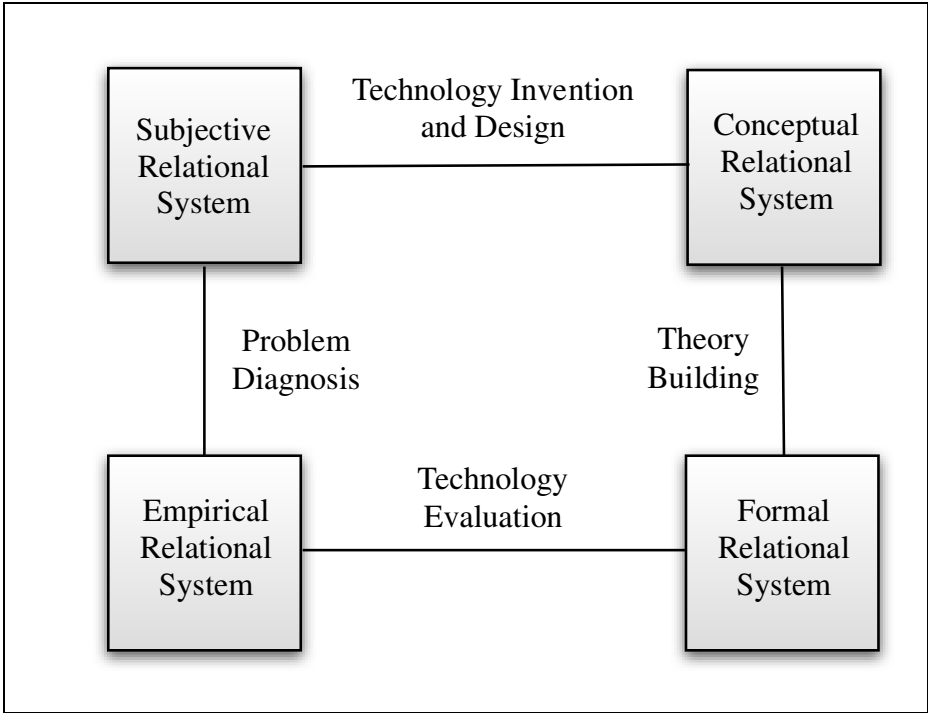 Subjective
Relational
System
Technology Invention
and Design
Conceptual
Relational
System
Problem
Diagnosis
Theory
Building
Empirical
Relational
System
Technology
Evaluation
Formal
Relational
System